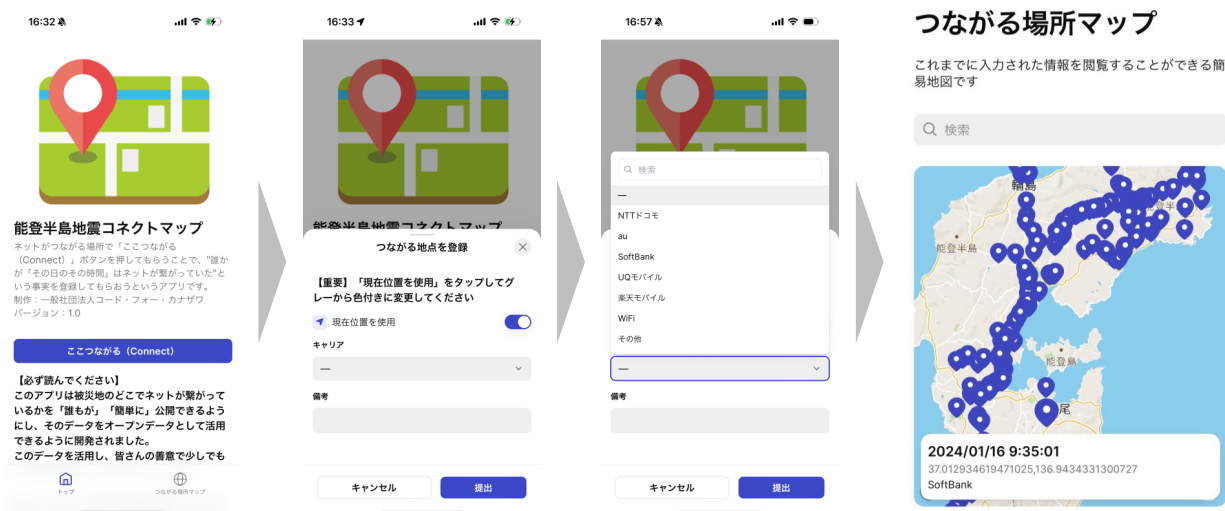 16:32
能登半島地震コネクトマップ
ネットがつながる場所で「ここつながる
（Connect）」ボタンを押してもらうことで、"誰か
が「その日のその時間」はネットが繋がっていた"と
いう事実を登録してもらおうというアプリです。
制作：一般社団法人コード・フォー・カナザワ
バージョン：1.0
ここつながる（Connect）
【必ず読んでください】
このアプリは被災地のどこでネットが繋がって
いるかを「誰もが」「簡単に」公開できるよう
にし、そのデータをオープンデータとして活用
できるように開発されました。
このデータを活用し、皆さんの善意で少しでも
トップ
つながる場所マップ
16:33
能登半島地震コネクトマップ
つながる地点を登録
【重要】「現在位置を使用」をタップしてグ
レーから色付きに変更してください
現在位置を使用
キャリア
—
備考
キャンセル
提出
16:57
検索
—
NTTドコモ
au
SoftBank
UQモバイル
楽天モバイル
WiFi
その他
—
備考
キャンセル
提出
つながる場所マップ
これまでに入力された情報を閲覧することができる簡
易地図です
検索
輪島
能登半
能登半島
能登島
尾
2024/01/16 9:35:01
37.012934619471025,136.9434331300727
SoftBank